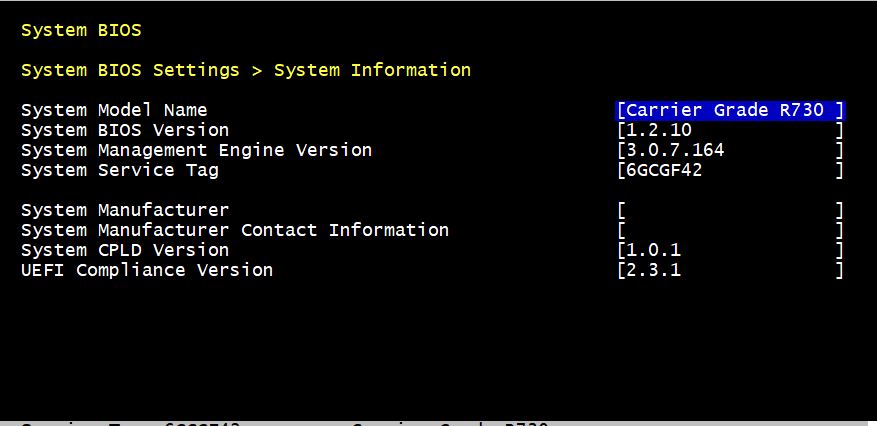 System BIOS
System BIOS Settings > System Information
System Model Name [Carrier Grade R730 ]
System BIOS Version [1.2.10 ]
System Management Engine Version [3.0.7.164 ]
System Service Tag [6GCGF42 ]
System Manufacturer [ ]
System Manufacturer Contact Information [ ]
System CPLD Version [1.0.1 ]
UEFI Compliance Version [2.3.1 ]